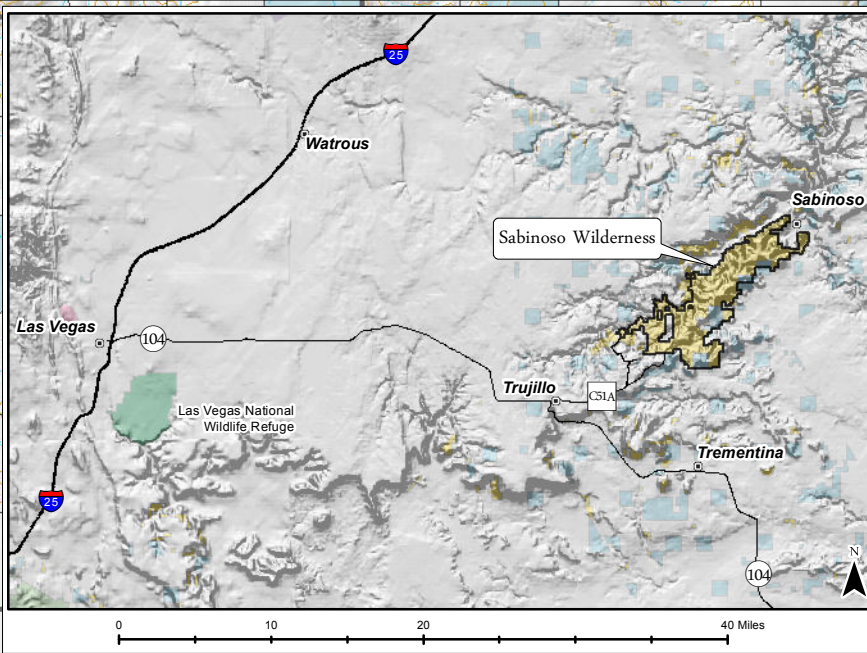 25
Watrous
Sabinoso
Sabinoso Wilderness
Las Vegas
104
Las Vegas National
Wildlife Refuge
Trujillo
C51A
Trementina
25
104
N
0 10 20 40 Miles